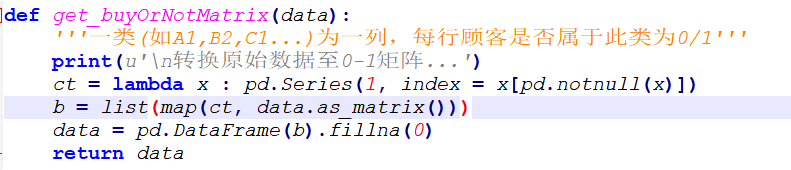 def get_buyOrNotMatrix(data):
    '''一类(如A1,B2,C1...)为一列，每行顾客是否属于此类为0/1'''
    print(u'\n转换原始数据至0-1矩阵...')
    ct = lambda x : pd.Series(1, index = x[pd.notnull(x)])
    b = list(map(ct, data.as_matrix()))
    data = pd.DataFrame(b).fillna(0)
    return data